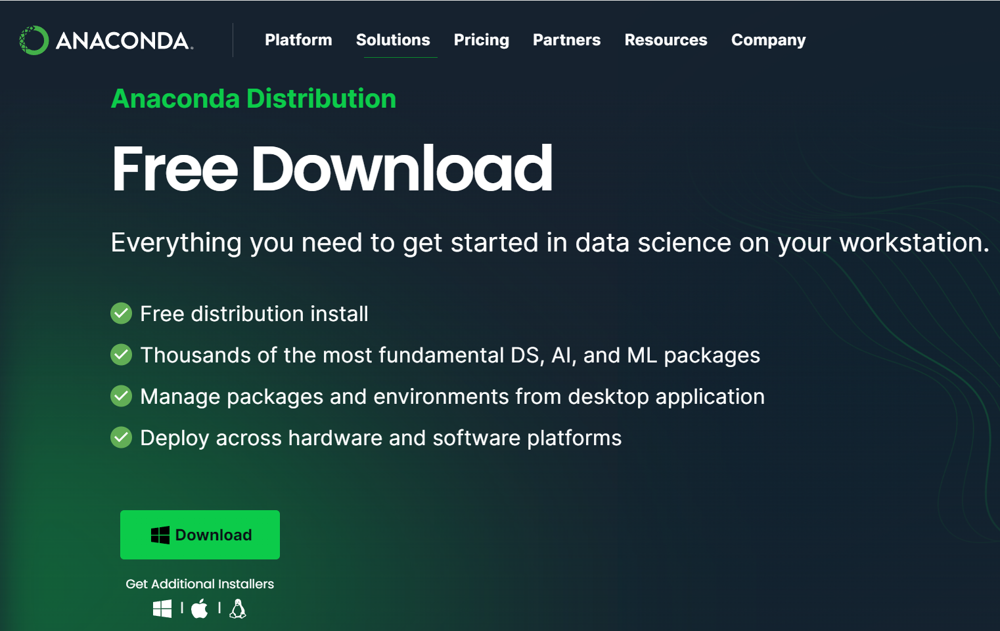 ANACONDA
Platform Solutions Pricing Partners Resources Company
Anaconda Distribution
Free Download
Everything you need to get started in data science on your workstation.
Free distribution install
Thousands of the most fundamental DS, AI, and ML packages
Manage packages and environments from desktop application
Deploy across hardware and software platforms
Download
Get Additional Installers